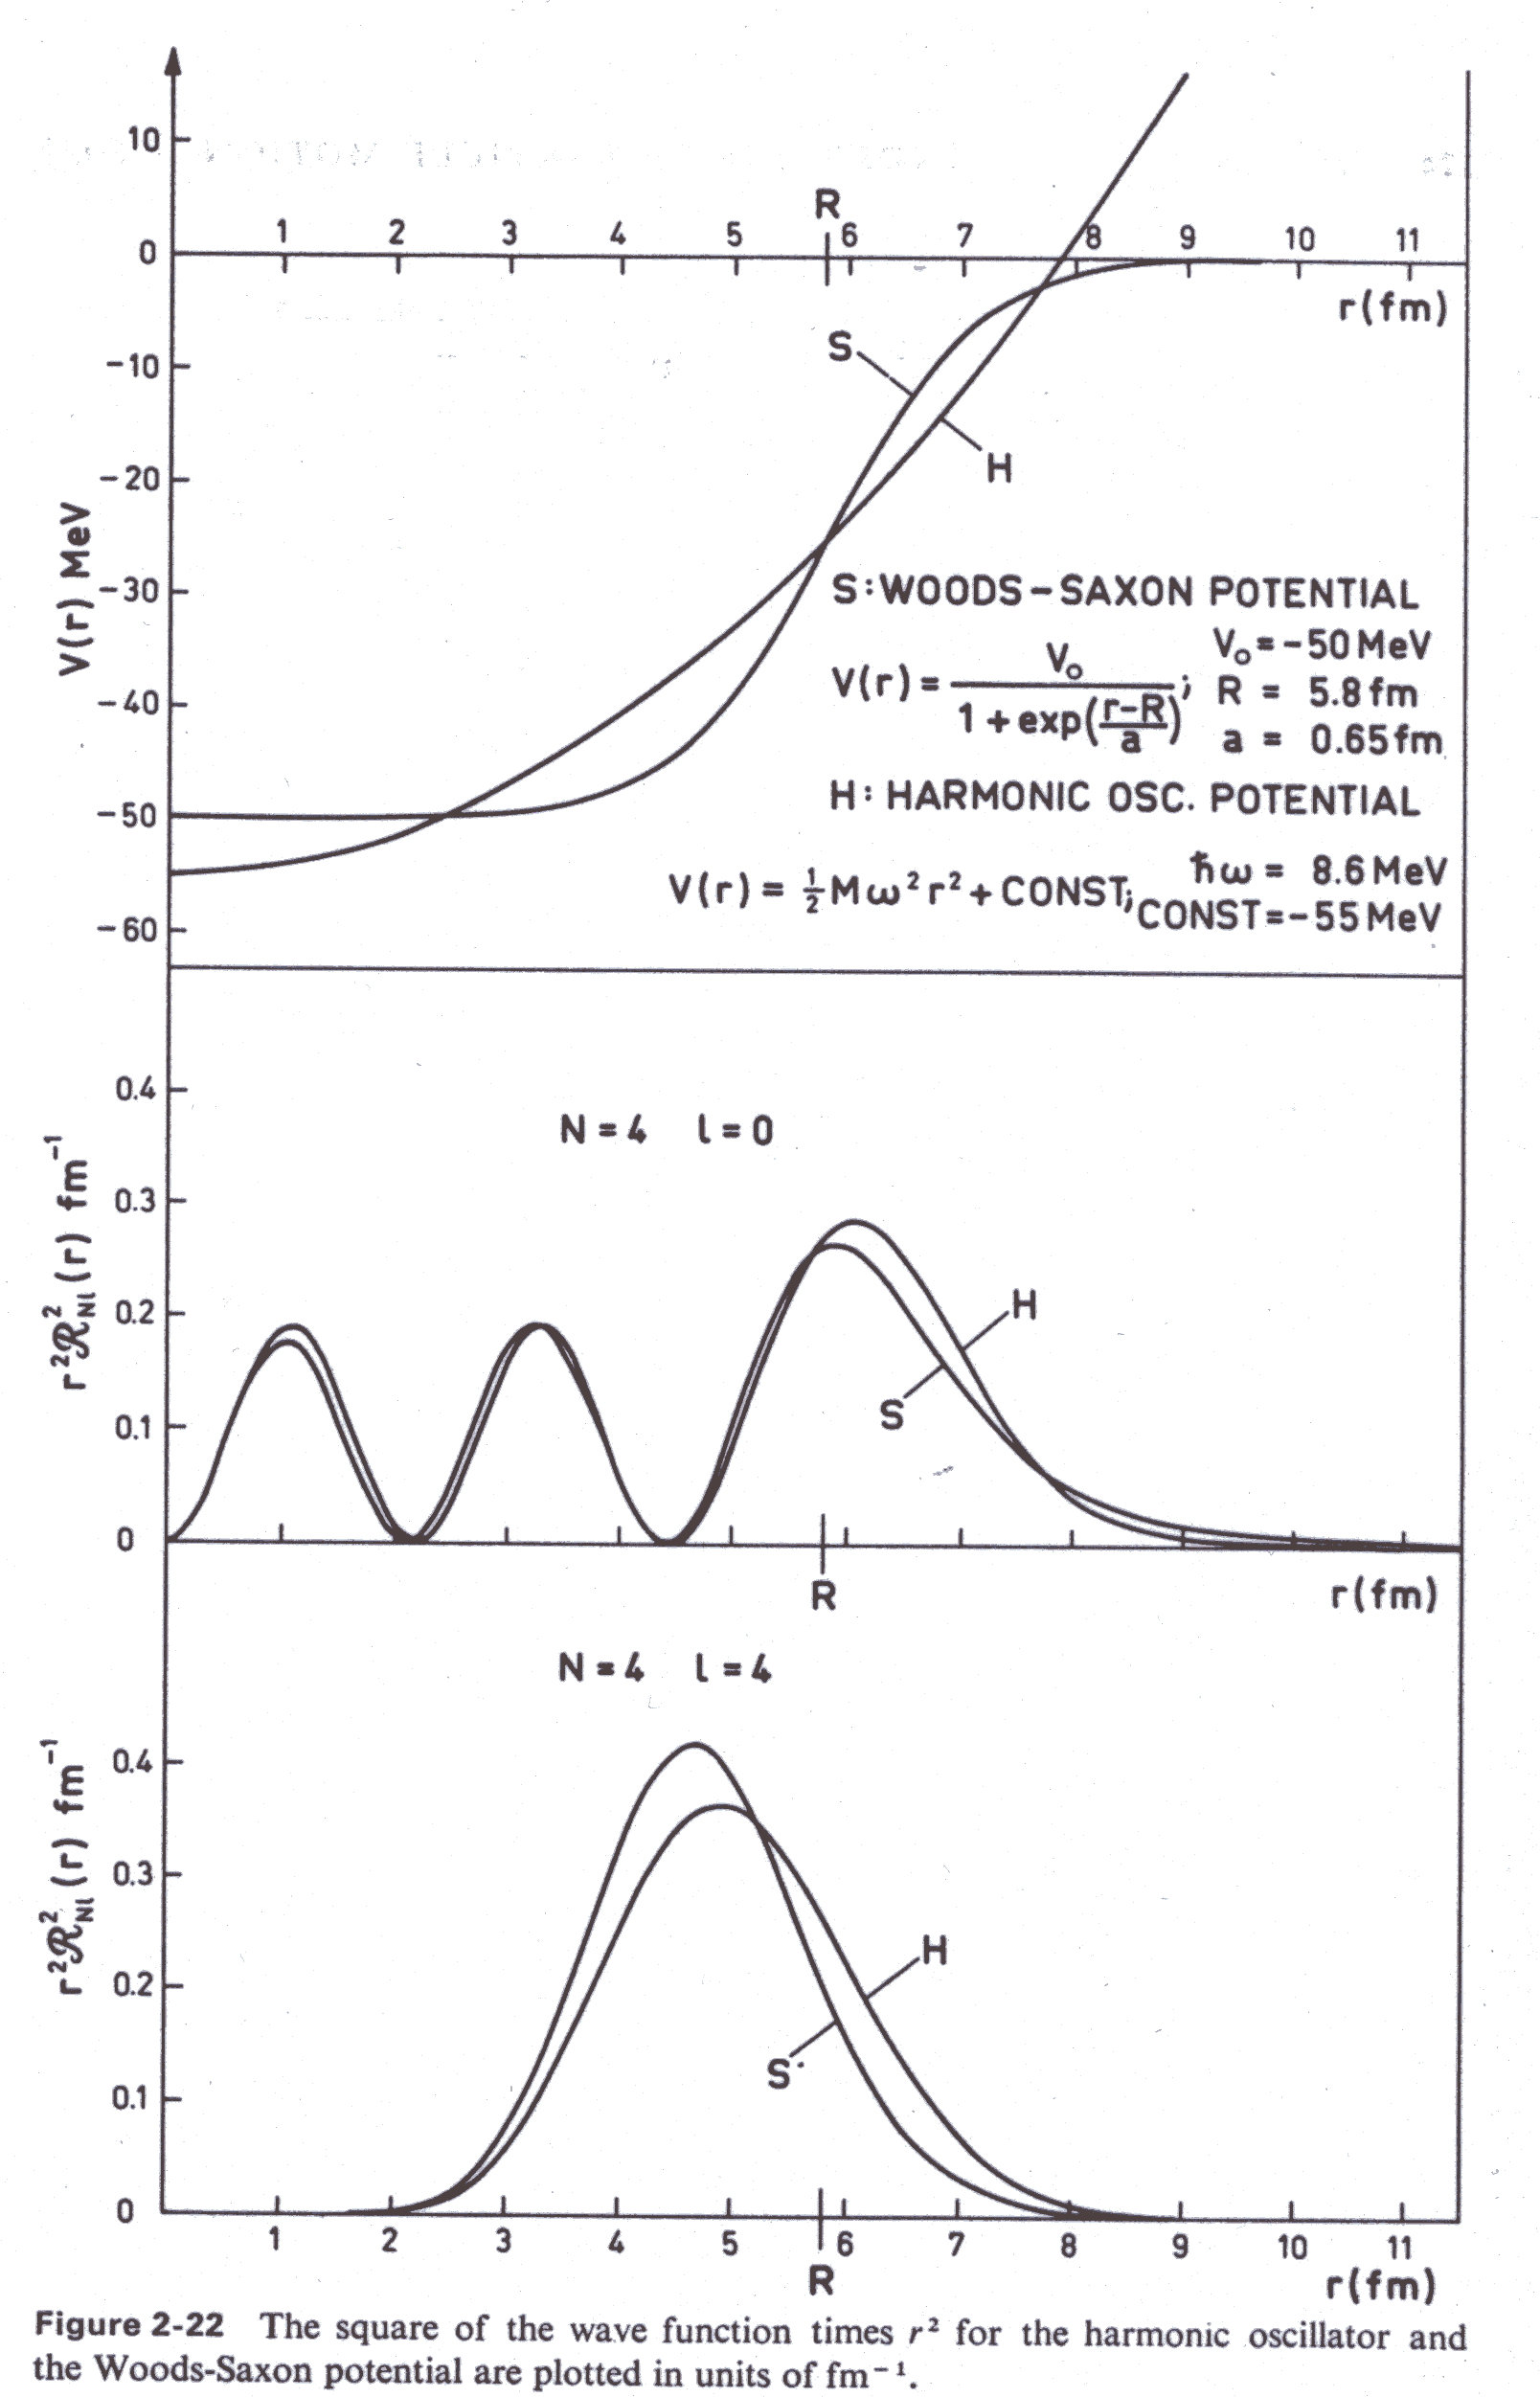 10
R
1 2 3 4 5 6 7 8 9 10 11
0
r(fm)
S
-10
H
-20
V(r) MeV
-30
S: WOODS-SAXON POTENTIAL
V(r) = V₀ / (1 + exp((r-R)/a)) ; V₀ = -50 MeV
R = 5.8 fm
a = 0.65 fm
-40
H: HARMONIC OSC. POTENTIAL
-50
V(r) = ½Mω²r² + CONST; ħω = 8.6 MeV
CONST = -55 MeV
-60
0.4
N = 4 l = 0
r²ℛ²Nl(r) fm⁻¹
0.3
H
0.2
S
0.1
0
R
r(fm)
N = 4 l = 4
r²ℛ²Nl(r) fm⁻¹
0.4
0.3
H
0.2
S
0.1
0
1 2 3 4 5 6 7 8 9 10 11
R
r(fm)
Figure 2-22 The square of the wave function times r² for the harmonic oscillator and
the Woods-Saxon potential are plotted in units of fm⁻¹.